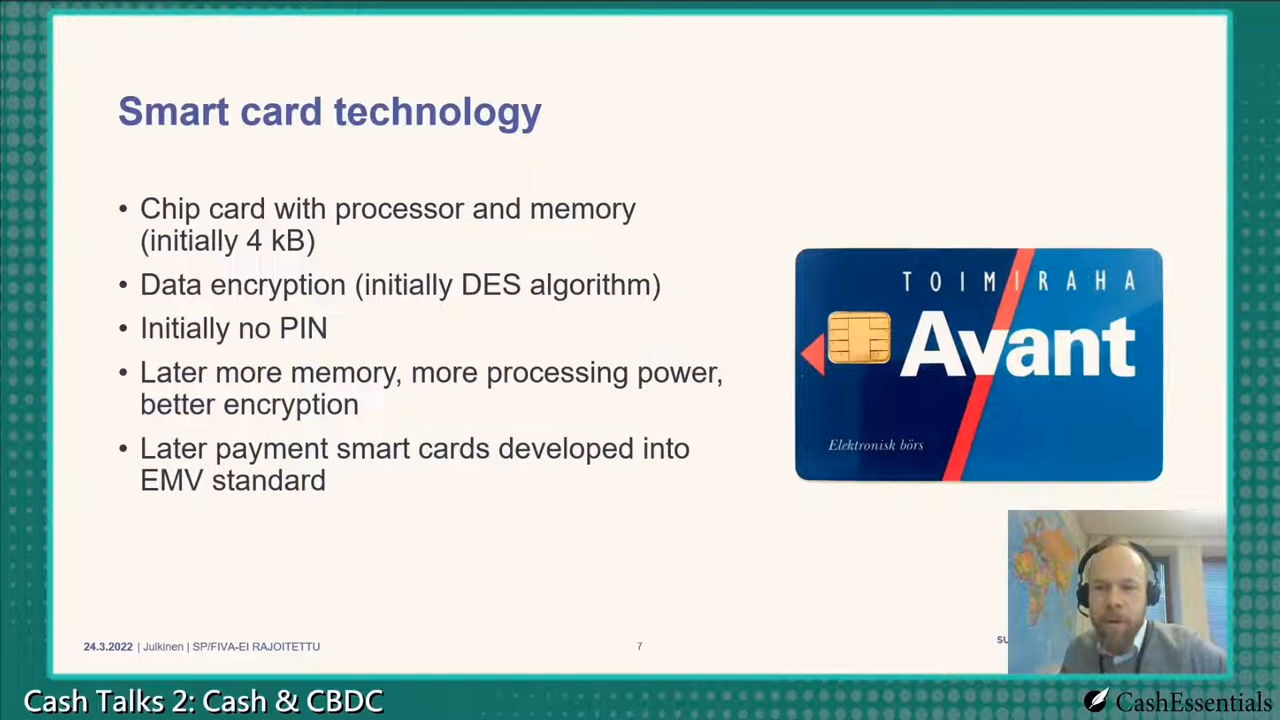 Smart card technology
• Chip card with processor and memory
(initially 4 kB)
• Data encryption (initially DES algorithm)
• Initially no PIN
• Later more memory, more processing power,
better encryption
• Later payment smart cards developed into
EMV standard
TOIMIRAHA
Avant
Elektronisk börs
24.3.2022 | Julkinen | SP/FIVA-EI RAJOITETTU
7
SU
Cash Talks 2: Cash & CBDC
CashEssentials